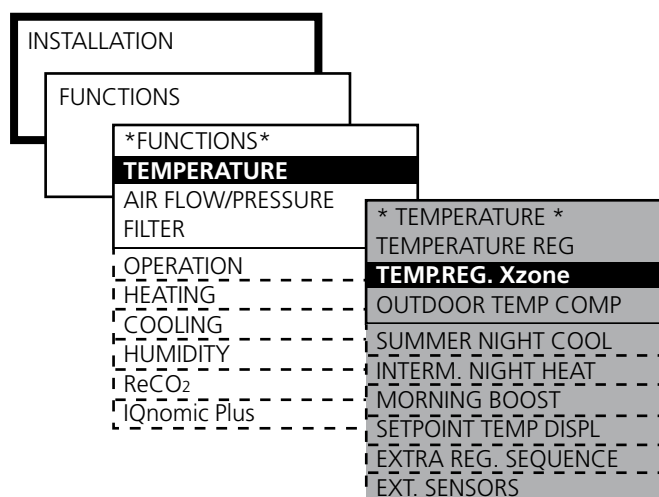 INSTALLATION
FUNCTIONS
*FUNCTIONS*
TEMPERATURE
AIR FLOW/PRESSURE
FILTER
OPERATION
HEATING
COOLING
HUMIDITY
ReCO2
IQnomic Plus
* TEMPERATURE *
TEMPERATURE REG
TEMP.REG. Xzone
OUTDOOR TEMP COMP
SUMMER NIGHT COOL
INTERM. NIGHT HEAT
MORNING BOOST
SETPOINT TEMP DISPL
EXTRA REG. SEQUENCE
EXT. SENSORS